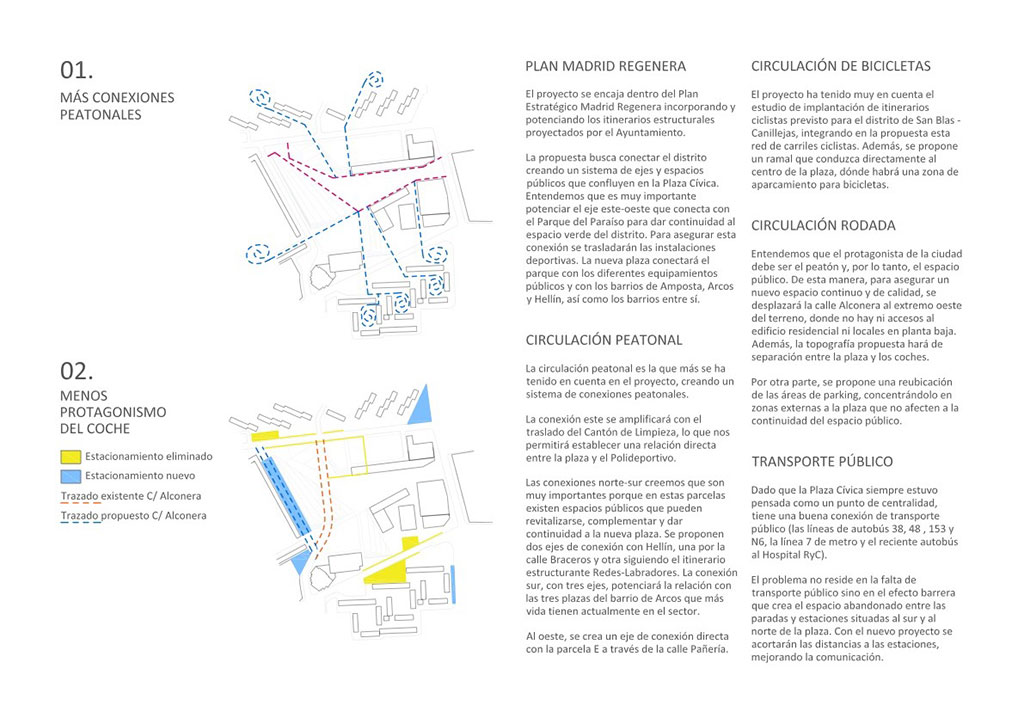 01.
MÁS CONEXIONES
PEATONALES
02.
MENOS
PROTAGONISMO
DEL COCHE
Estacionamiento eliminado
Estacionamiento nuevo
Trazado existente C/ Alconera
Trazado propuesto C/ Alconera
PLAN MADRID REGENERA
El proyecto se encaja dentro del Plan
Estratégico Madrid Regenera incorporando y
potenciando los itinerarios estructurales
proyectados por el Ayuntamiento.
La propuesta busca conectar el distrito
creando un sistema de ejes y espacios
públicos que confluyen en la Plaza Cívica.
Entendemos que es muy importante
potenciar el eje este-oeste que conecta con
el Parque del Paraíso para dar continuidad al
espacio verde del distrito. Para asegurar esta
conexión se trasladarán las instalaciones
deportivas. La nueva plaza conectará el
parque con los diferentes equipamientos
públicos y con los barrios de Amposta, Arcos
y Hellín, así como los barrios entre sí.
CIRCULACIÓN PEATONAL
La circulación peatonal es la que más se ha
tenido en cuenta en el proyecto, creando un
sistema de conexiones peatonales.
La conexión este se amplificará con el
traslado del Cantón de Limpieza, lo que nos
permitirá establecer una relación directa
entre la plaza y el Polideportivo.
Las conexiones norte-sur creemos que son
muy importantes porque en estas parcelas
existen espacios públicos que pueden
revitalizarse, complementar y dar
continuidad a la nueva plaza. Se proponen
dos ejes de conexión con Hellín, una por la
calle Braceros y otra siguiendo el itinerario
estructurante Redes-Labradores. La conexión
sur, con tres ejes, potenciará la relación con
las tres plazas del barrio de Arcos que más
vida tienen actualmente en el sector.
Al oeste, se crea un eje de conexión directa
con la parcela E a través de la calle Pañería.
CIRCULACIÓN DE BICICLETAS
El proyecto ha tenido muy en cuenta el
estudio de implantación de itinerarios
ciclistas previsto para el distrito de San Blas -
Canillejas, integrando en la propuesta esta
red de carriles ciclistas. Además, se propone
un ramal que conduzca directamente al
centro de la plaza, dónde habrá una zona de
aparcamiento para bicicletas.
CIRCULACIÓN RODADA
Entendemos que el protagonista de la ciudad
debe ser el peatón y, por lo tanto, el espacio
público. De esta manera, para asegurar un
nuevo espacio continuo y de calidad, se
desplazará la calle Alconera al extremo oeste
del terreno, donde no hay ni accesos al
edificio residencial ni locales en planta baja.
Además, la topografía propuesta hará de
separación entre la plaza y los coches.
Por otra parte, se propone una reubicación
de las áreas de parking, concentrándolo en
zonas externas a la plaza que no afecten a la
continuidad del espacio público.
TRANSPORTE PÚBLICO
Dado que la Plaza Cívica siempre estuvo
pensada como un punto de centralidad,
tiene una buena conexión de transporte
público (las líneas de autobús 38, 48 , 153 y
N6, la línea 7 de metro y el reciente autobús
al Hospital RyC).
El problema no reside en la falta de
transporte público sino en el efecto barrera
que crea el espacio abandonado entre las
paradas y estaciones situadas al sur y al
norte de la plaza. Con el nuevo proyecto se
acortarán las distancias a las estaciones,
mejorando la comunicación.